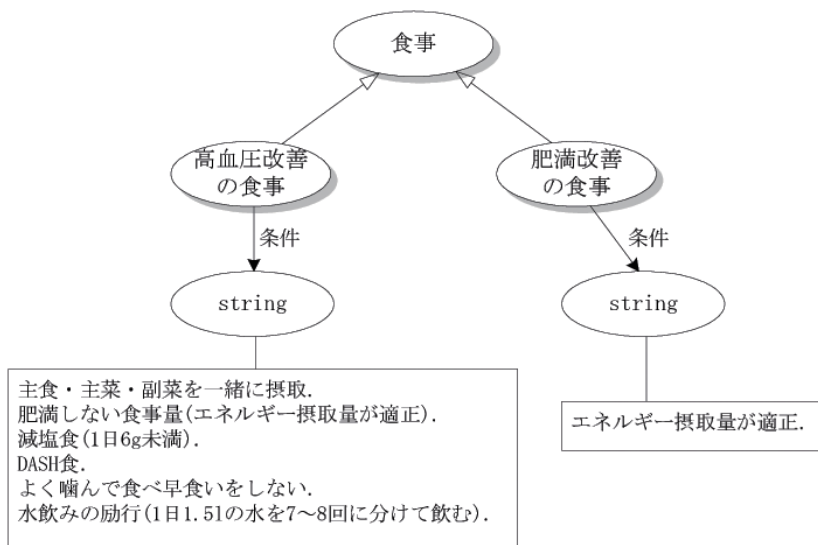 食事
高血圧改善
の食事
肥満改善
の食事
条件
条件
string
string
主食・主菜・副菜を一緒に摂取.
肥満しない食事量(エネルギー摂取量が適正).
減塩食(1日6g未満).
DASH食.
よく噛んで食べ早食いをしない.
水飲みの励行(1日1.5lの水を7〜8回に分けて飲む).
エネルギー摂取量が適正.